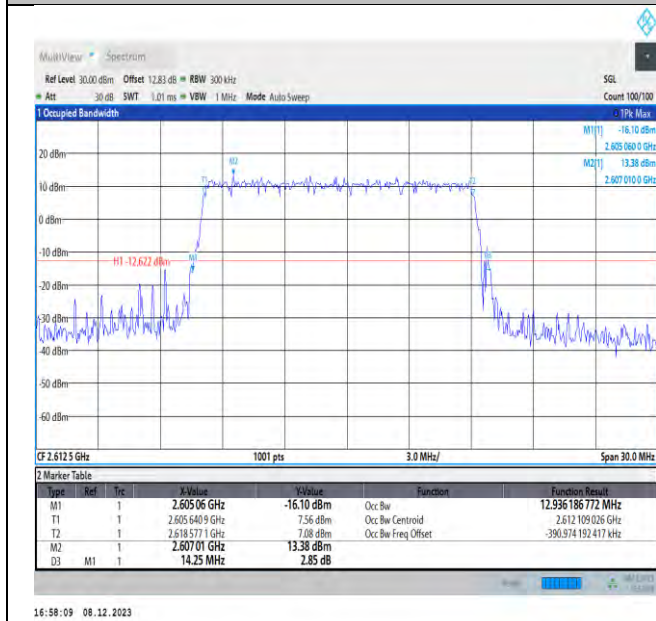 MultiView Spectrum
Ref Level 30.00 dBm Offset 12.83 dB RBW 300 kHz SGL
Att 30 dB SWT 1.01 ms VBW 1 MHz Mode Auto Sweep Count 100/100
1 Occupied Bandwidth 1Pk Max
M1[1] -16.10 dBm
2.605 060 0 GHz
M2[1] 13.38 dBm
2.607 010 0 GHz
20 dBm
M2
T1 T2
10 dBm
0 dBm
-10 dBm
H1 -12.622 dBm M1
-20 dBm
-30 dBm
-40 dBm
-50 dBm
-60 dBm
CF 2.612 5 GHz 1001 pts 3.0 MHz/ Span 30.0 MHz
2 Marker Table
Type Ref Trc X-Value Y-Value Function Function Result
M1 1 2.605 06 GHz -16.10 dBm Occ Bw 12.936 186 772 MHz
T1 1 2.605 640 9 GHz 7.56 dBm Occ Bw Centroid 2.612 109 026 GHz
T2 1 2.618 577 1 GHz 7.08 dBm Occ Bw Freq Offset -390.974 192 417 kHz
M2 1 2.607 01 GHz 13.38 dBm
D3 M1 1 14.25 MHz 2.85 dB
16:58:09 08.12.2023